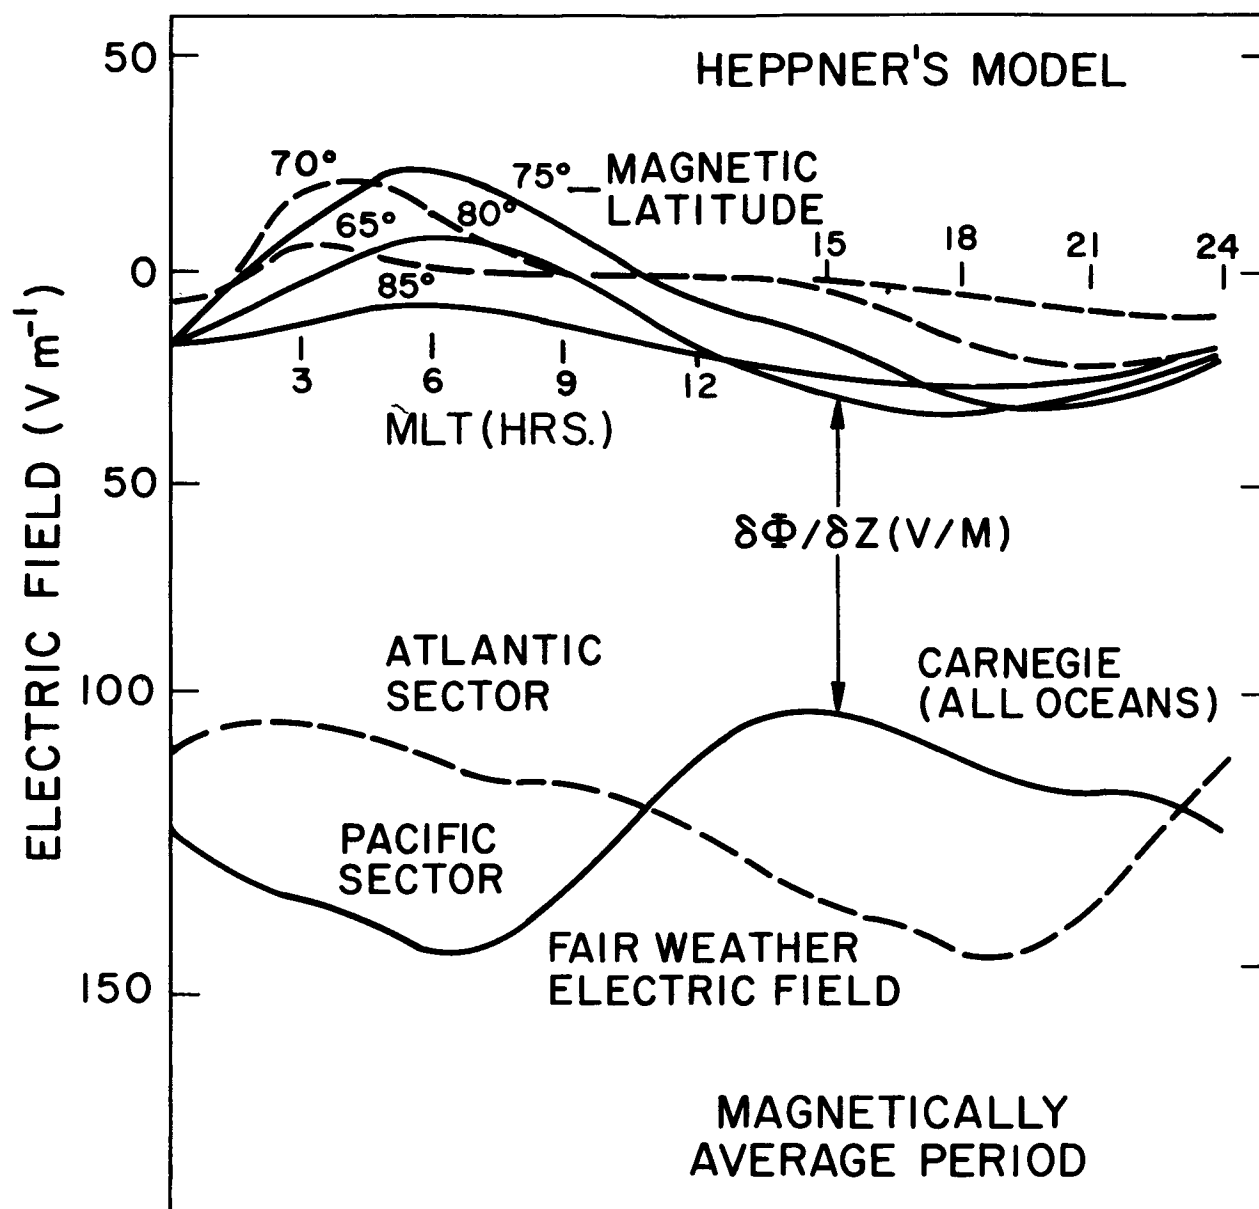 50
HEPPNER'S MODEL
70°
75°
MAGNETIC
LATITUDE
65°
80°
15
18
21
24
0
85°
3
6
9
12
MLT (HRS.)
50
δΦ/δZ (V/M)
ELECTRIC FIELD (V m⁻¹)
ATLANTIC
SECTOR
CARNEGIE
(ALL OCEANS)
100
PACIFIC
SECTOR
FAIR WEATHER
ELECTRIC FIELD
150
MAGNETICALLY
AVERAGE PERIOD